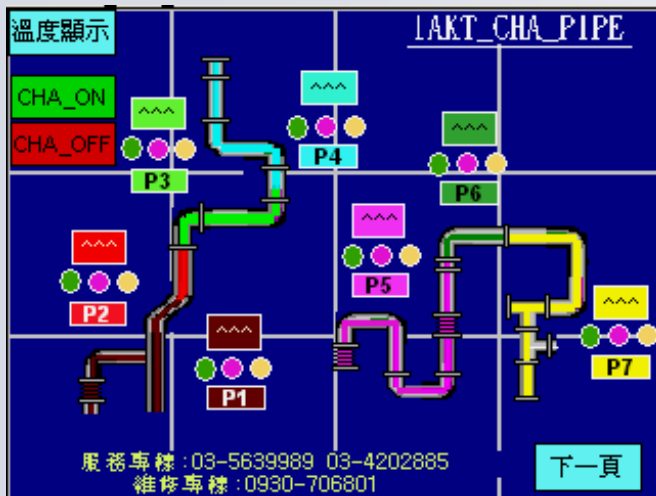 溫度顯示
1AKT_CHA_PIPE
CHA_ON
CHA_OFF
^^^
P3
^^^
P4
^^^
P6
^^^
P2
^^^
P5
^^^
P1
^^^
P7
服務專線:03-5639989 03-4202885
維修專線:0930-706801
下一頁